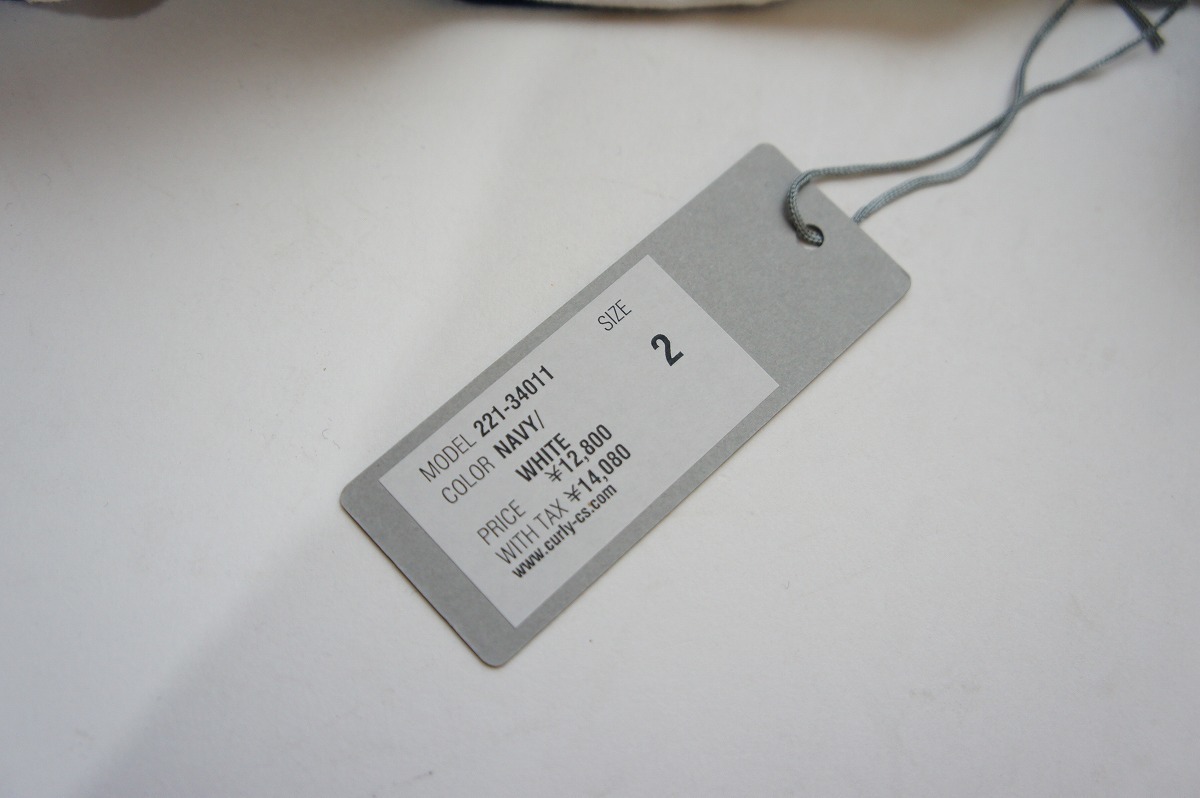 SIZE
2
MODEL 221-34011
COLOR NAVY/
WHITE
PRICE ¥12,800
WITH TAX ¥14,080
www.curly-cs.com